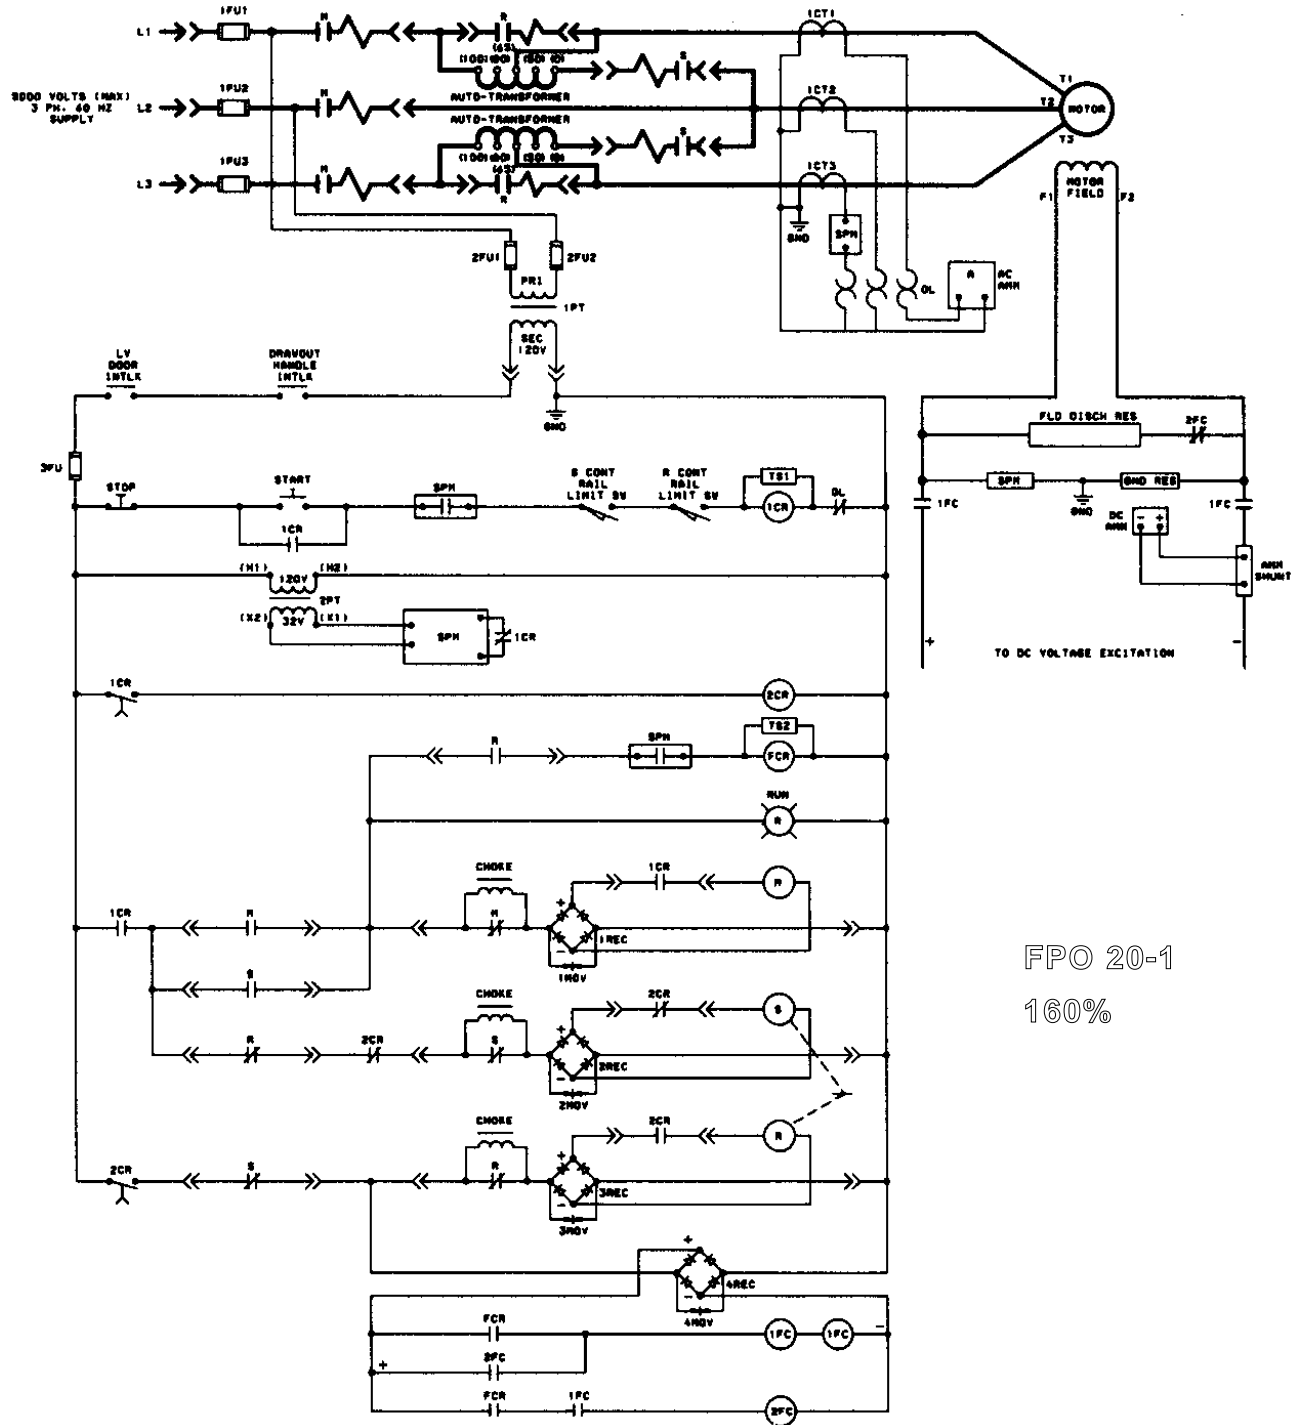 1FU1
M
R
1CT1
L1
(65)
S
(100) (80) (50) (0)
T1
3000 VOLTS (MAX)
3 PH. 60 HZ
SUPPLY
1FU2
M
AUTO-TRANSFORMER
1CT2
L2
T2
MOTOR
AUTO-TRANSFORMER
S
T3
1FU3
M
(100) (80) (50) (0)
(65)
1CT3
L3
R
MOTOR
FIELD
F1
F2
GND
SPM
2FU1
2FU2
PRI
A
AC
AMM
OL
1PT
SEC
120V
LV
DOOR
INTLK
DRAWOUT
HANDLE
INTLK
GND
FLD DISCH RES
2FC
3FU
STOP
START
SPM
S CONT
RAIL
LIMIT SW
R CONT
RAIL
LIMIT SW
TS1
1CR
OL
SPM
GND RES
GND
1FC
1FC
DC
AMM
- +
1CR
AMM
SHUNT
(H1)
120V
(H2)
2PT
(X2)
32V
(X1)
SPM
1CR
+
-
TO DC VOLTAGE EXCITATION
1CR
2CR
TS2
R
SPM
FCR
RUN
R
CHOKE
1CR
M
1CR
M
M
+
-
1REC
1MOV
S
CHOKE
2CR
S
R
2CR
S
+
-
2REC
2MOV
CHOKE
2CR
R
2CR
S
R
+
-
3REC
3MOV
+
-
4REC
4MOV
FCR
1FC
1FC
-
+
2FC
FCR
1FC
2FC
FPO 20-1
160%